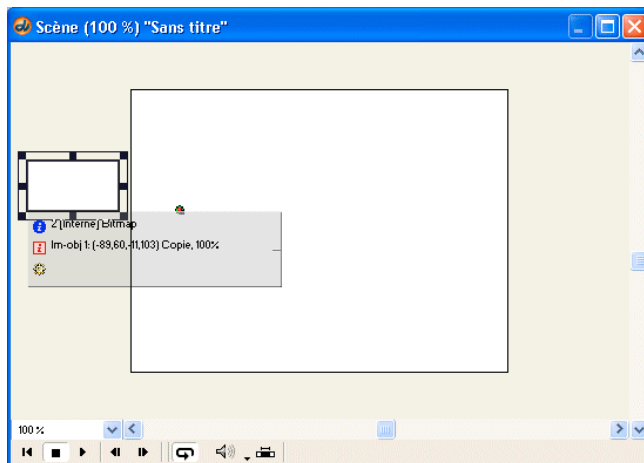 Scène (100 %) "Sans titre"
2 [Interne] Bitmap
Im-obj 1: (-89,60,-11,103) Copie, 100%
100 %